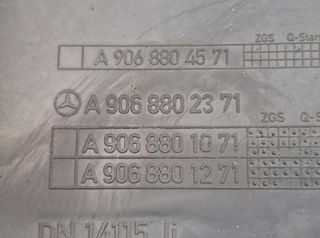 ZGS Q-Stan
A 906 880 45 71
A 906 880 23 71
ZGS Q-S
A 906 880 10 71
A 906 880 12 71